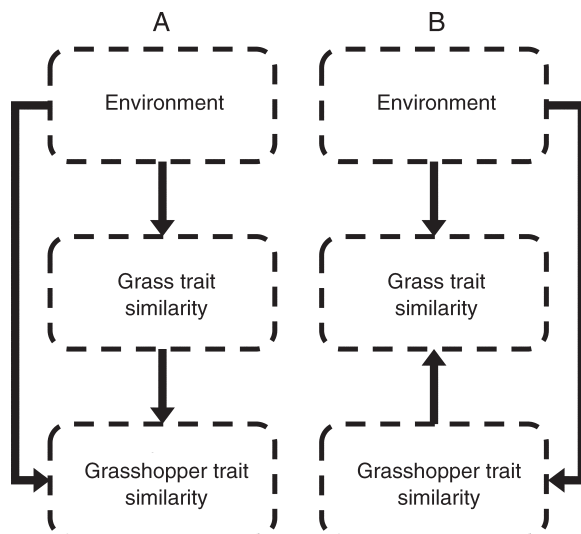 A
B
Environment
Environment
Grass trait
similarity
Grass trait
similarity
Grasshopper trait
similarity
Grasshopper trait
similarity